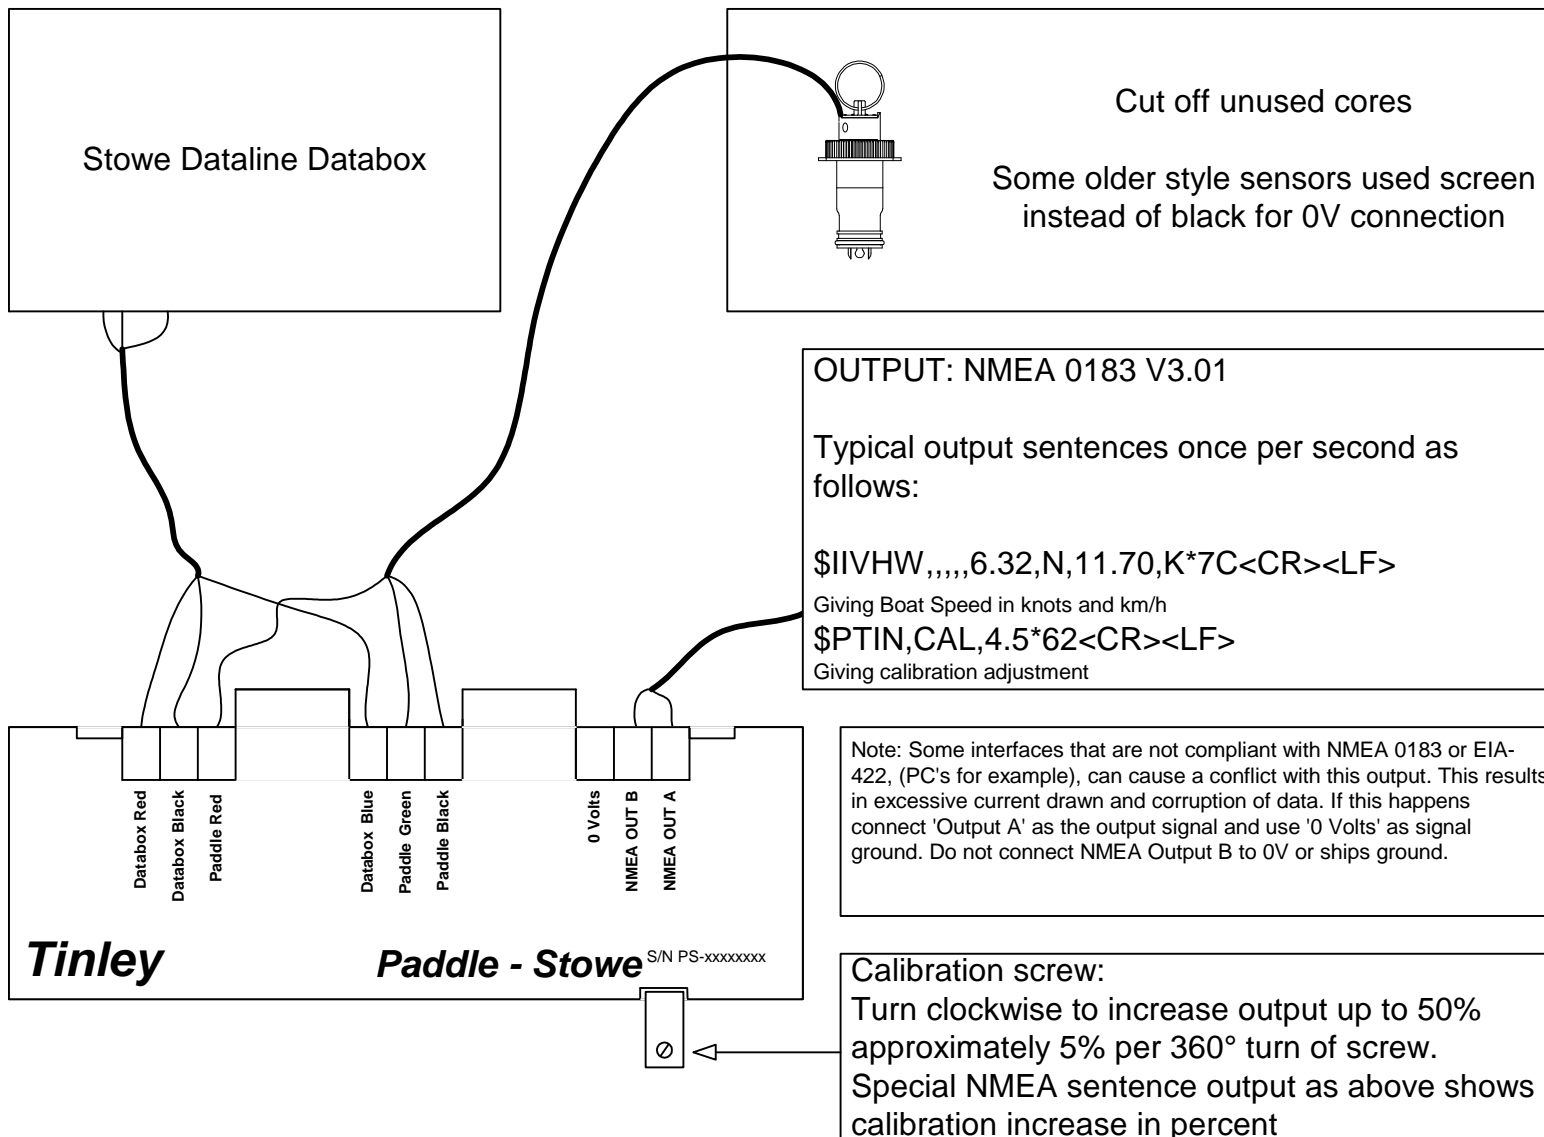 Stowe Dataline Databox
Cut off unused cores
Some older style sensors used screen
instead of black for 0V connection
OUTPUT: NMEA 0183 V3.01
Typical output sentences once per second as
follows:
$IIVHW,,,,,6.32,N,11.70,K*7C<CR><LF>
Giving Boat Speed in knots and km/h
$PTIN,CAL,4.5*62<CR><LF>
Giving calibration adjustment
Databox Red
Databox Black
Paddle Red
Databox Blue
Paddle Green
Paddle Black
0 Volts
NMEA OUT B
NMEA OUT A
Note: Some interfaces that are not compliant with NMEA 0183 or EIA-
422, (PC's for example), can cause a conflict with this output. This results
in excessive current drawn and corruption of data. If this happens
connect 'Output A' as the output signal and use '0 Volts' as signal
ground. Do not connect NMEA Output B to 0V or ships ground.
Tinley
Paddle - Stowe S/N PS-xxxxxxxx
Calibration screw:
Turn clockwise to increase output up to 50%
approximately 5% per 360° turn of screw.
Special NMEA sentence output as above shows
calibration increase in percent